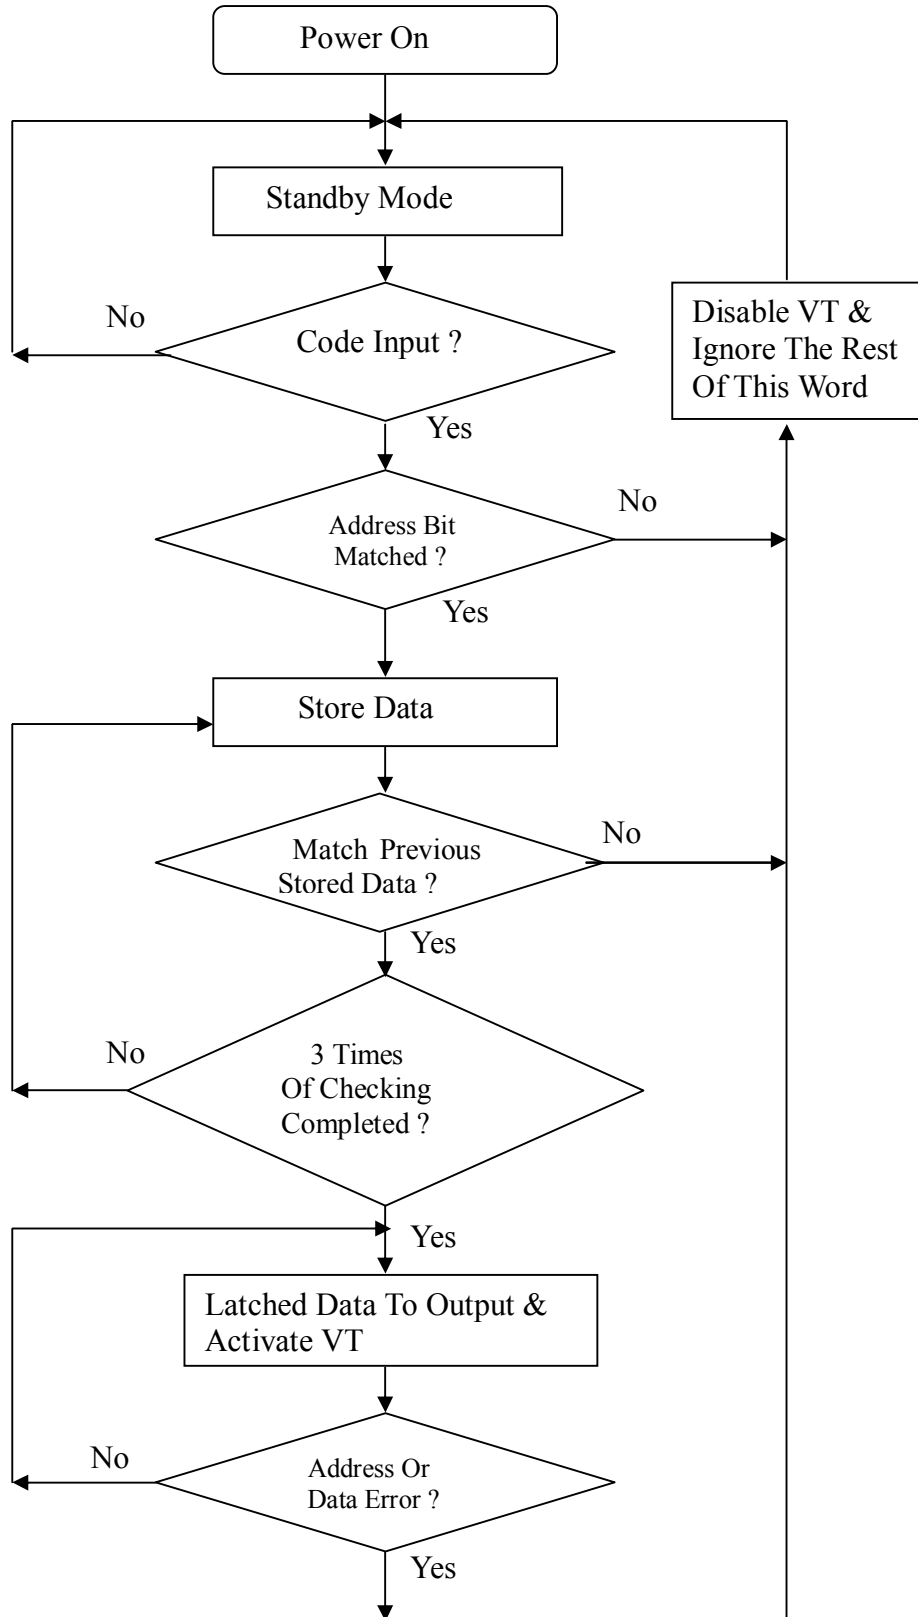 Power On
Standby Mode
No
Code Input ?
Disable VT &
Ignore The Rest
Of This Word
Yes
No
Address Bit
Matched ?
Yes
Store Data
No
Match Previous
Stored Data ?
Yes
No
3 Times
Of Checking
Completed ?
Yes
Latched Data To Output &
Activate VT
No
Address Or
Data Error ?
Yes